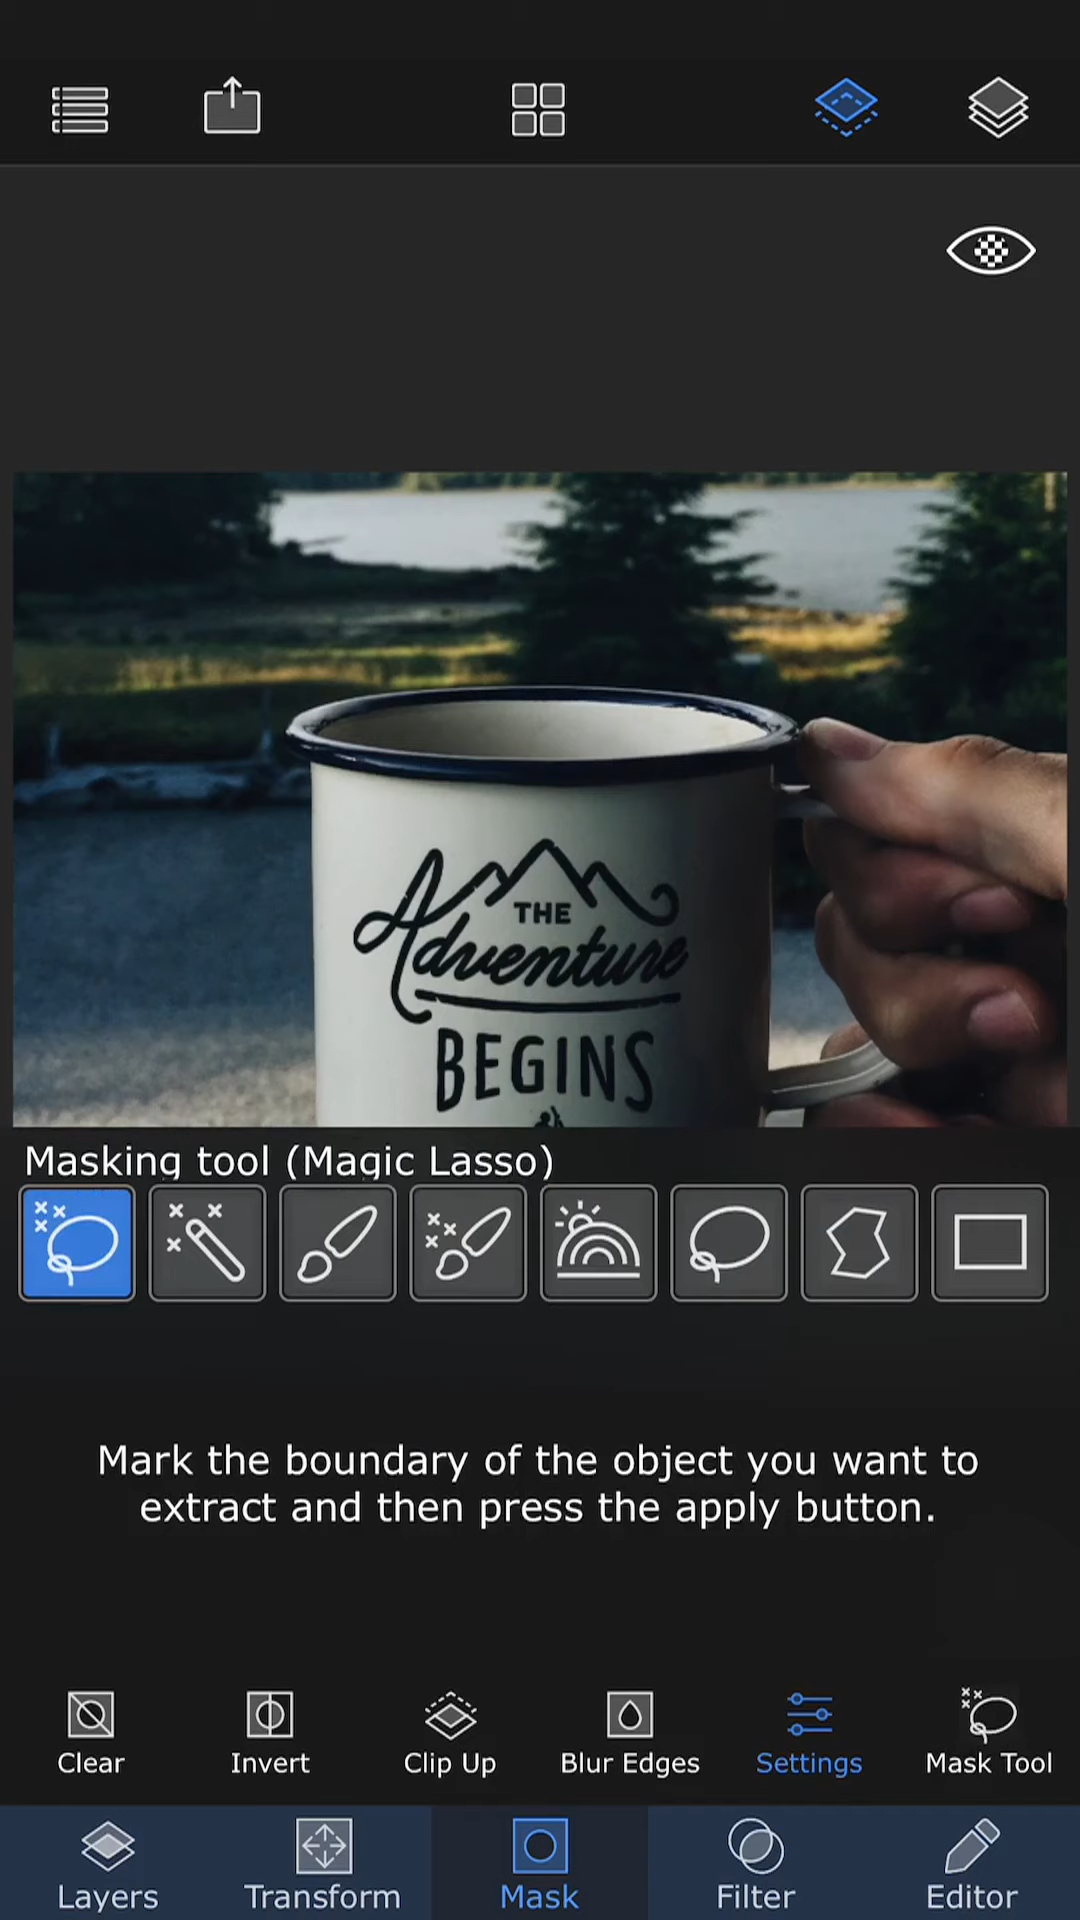 THE
Adventure
BEGINS
Masking tool (Magic Lasso)
Mark the boundary of the object you want to
extract and then press the apply button.
Clear Invert Clip Up Blur Edges Settings Mask Tool
Layers Transform Mask Filter Editor